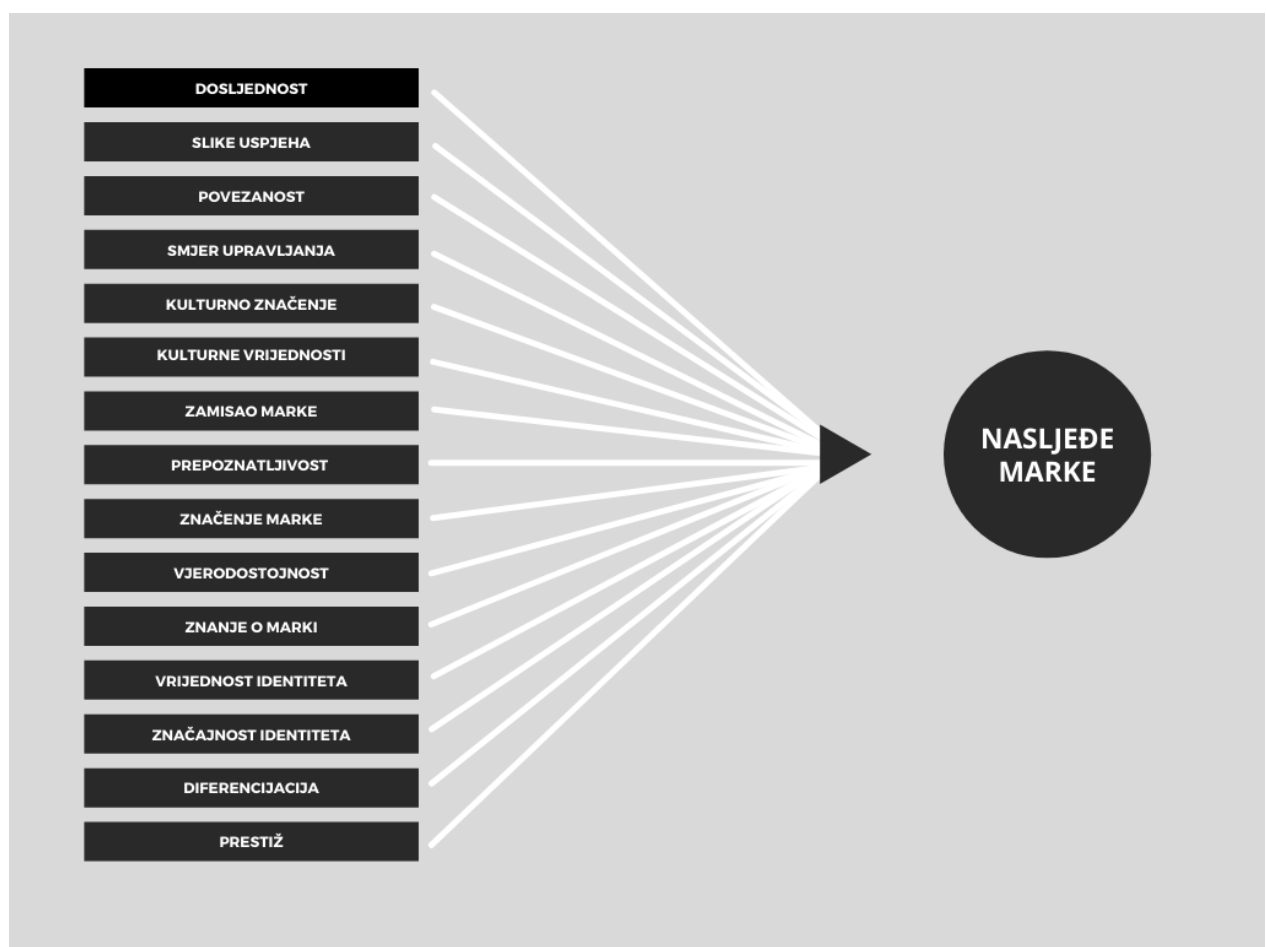 DOSLJEDNOST
SLIKE USPJEHA
POVEZANOST
SMJER UPRAVLJANJA
KULTURNO ZNAČENJE
KULTURNE VRIJEDNOSTI
ZAMISAO MARKE
PREPOZNATLJIVOST
ZNAČENJE MARKE
VJERODOSTOJNOST
ZNANJE O MARKI
VRIJEDNOST IDENTITETA
ZNAČAJNOST IDENTITETA
DIFERENCIJACIJA
PRESTIŽ
NASLJEĐE
MARKE